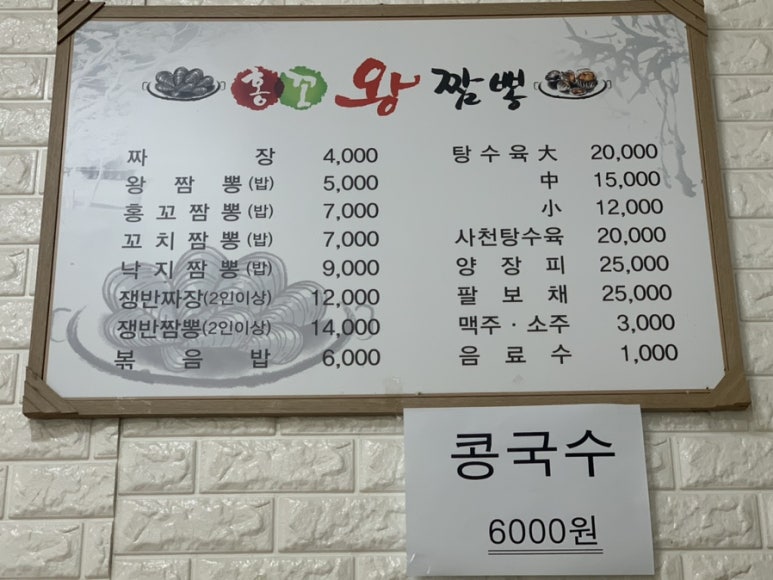 홍꼬 왕짬뽕
짜장 4,000
왕짬뽕(밥) 5,000
홍꼬짬뽕(밥) 7,000
꼬치짬뽕(밥) 7,000
낙지짬뽕(밥) 9,000
쟁반짜장(2인이상) 12,000
쟁반짬뽕(2인이상) 14,000
볶음밥 6,000
탕수육 大 20,000
中 15,000
小 12,000
사천탕수육 20,000
양장피 25,000
팔보채 25,000
맥주·소주 3,000
음료수 1,000
콩국수
6000원